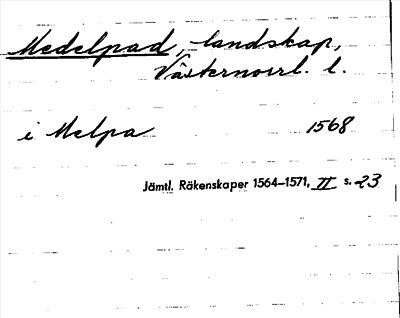 Medelpad, landskap,
Västernorrl. l.
i Melpa 1568
Jämtl. Räkenskaper 1564–1571, II s. 23